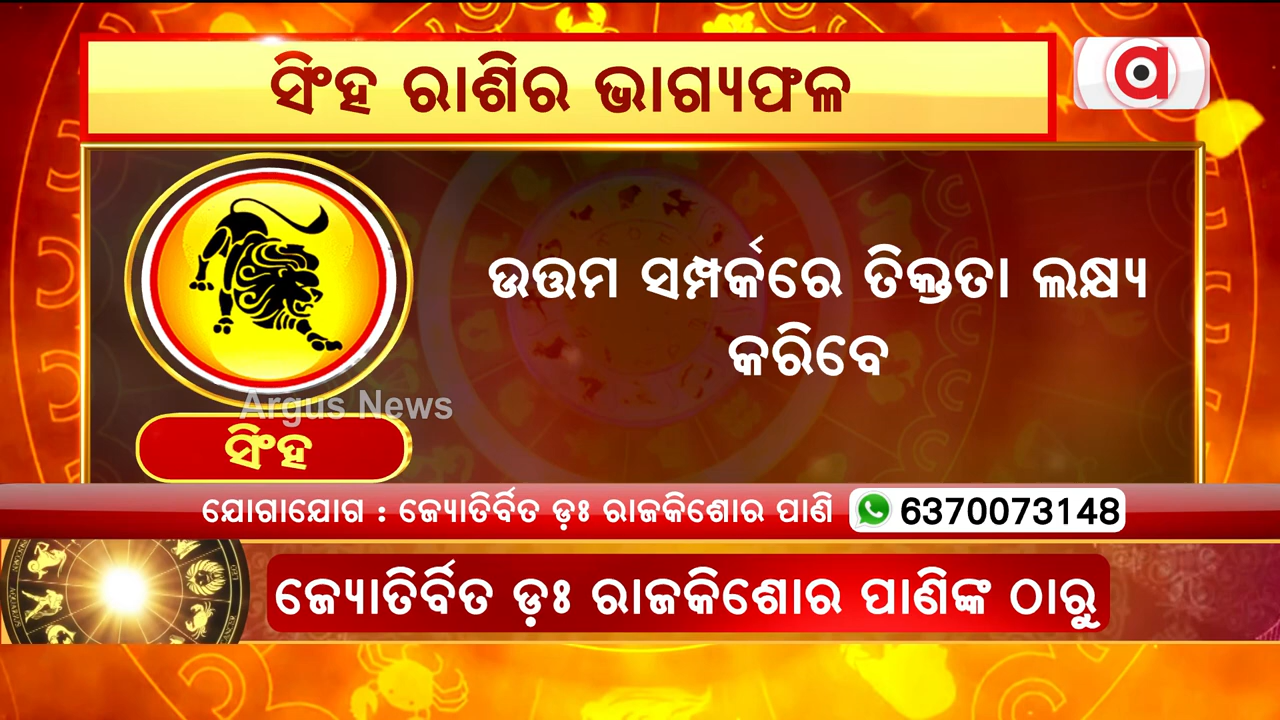 ସିଂହ ରାଶିର ଭାଗ୍ୟଫଳ
a
ଉତ୍ତମ ସମ୍ପର୍କରେ ତିକ୍ତତା ଲକ୍ଷ୍ୟ
କରିବେ
Argus News
ସିଂହ
ଯୋଗାଯୋଗ : ଜ୍ୟୋତିର୍ବିତ ଡ଼ଃ ରାଜକିଶୋର ପାଣି 6370073148
ଜ୍ୟୋତିର୍ବିତ ଡ଼ଃ ରାଜକିଶୋର ପାଣିଙ୍କ ଠାରୁ